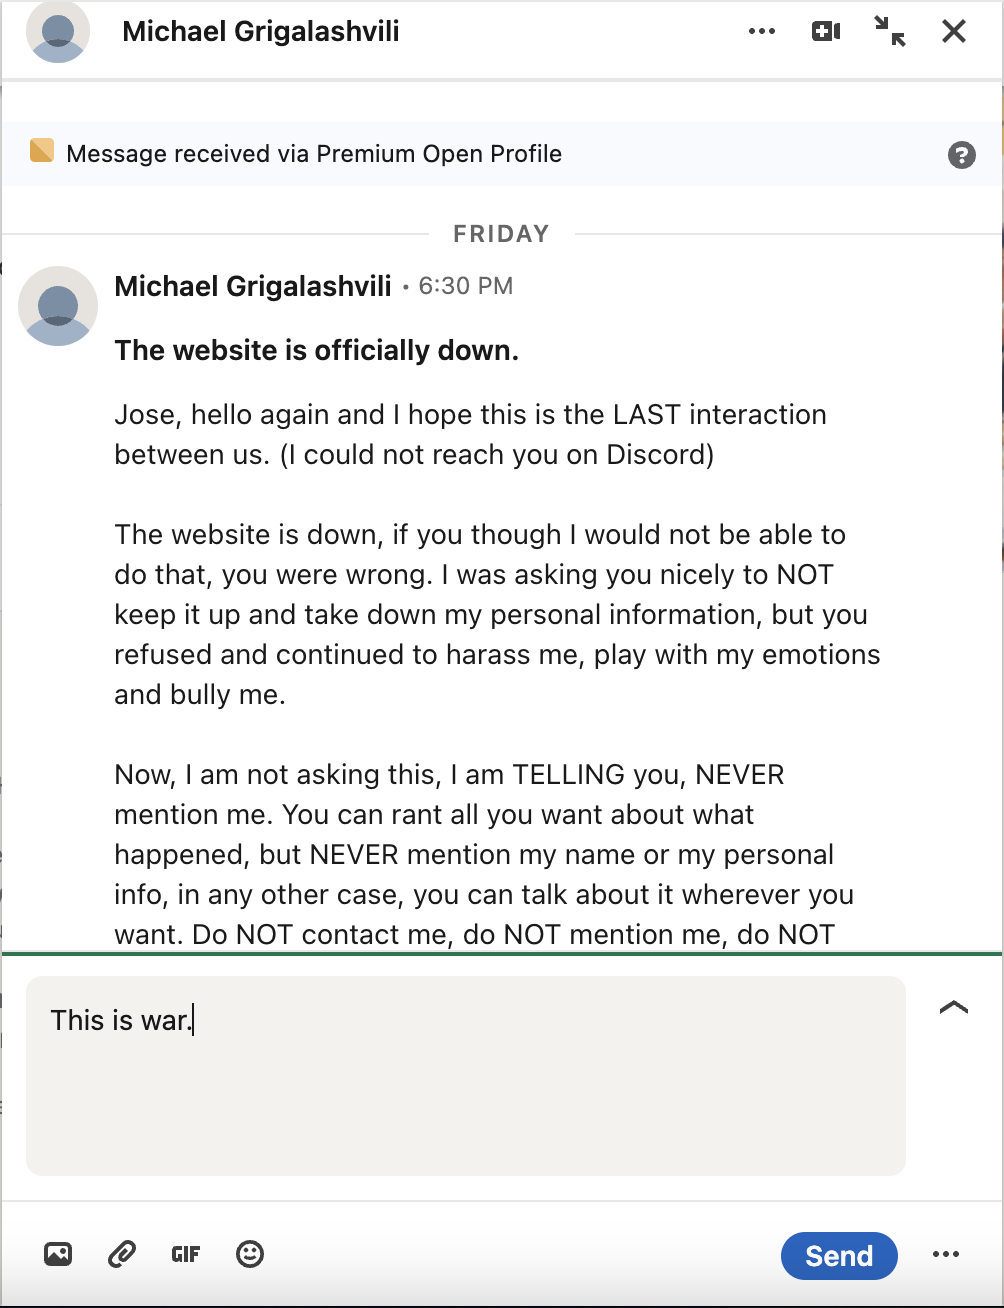 Michael Grigalashvili
Message received via Premium Open Profile
?
FRIDAY
Michael Grigalashvili • 6:30 PM
The website is officially down.
Jose, hello again and I hope this is the LAST interaction
between us. (I could not reach you on Discord)
The website is down, if you though I would not be able to
do that, you were wrong. I was asking you nicely to NOT
keep it up and take down my personal information, but you
refused and continued to harass me, play with my emotions
and bully me.
Now, I am not asking this, I am TELLING you, NEVER
mention me. You can rant all you want about what
happened, but NEVER mention my name or my personal
info, in any other case, you can talk about it wherever you
want. Do NOT contact me, do NOT mention me, do NOT
This is war.
GIF
Send